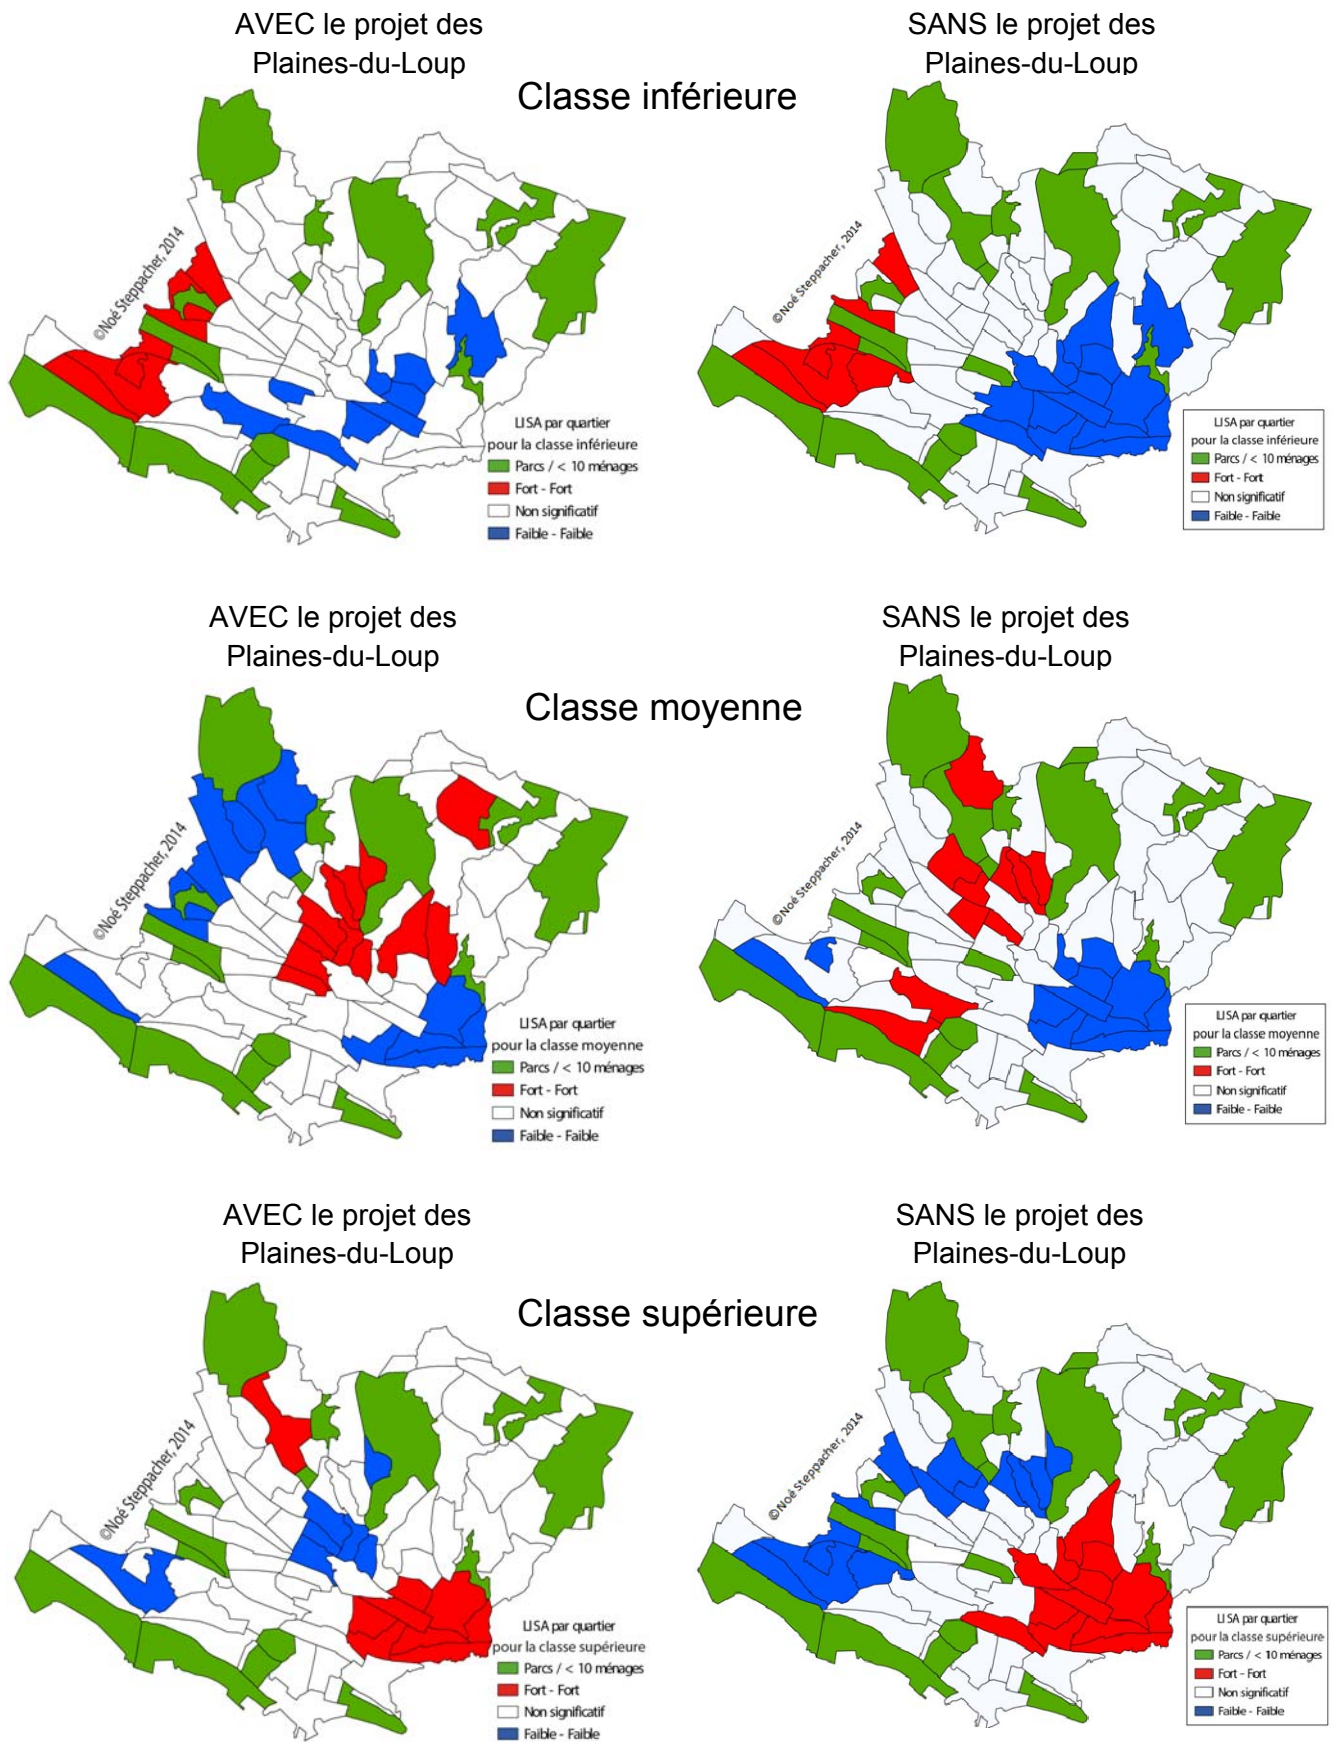 AVEC le projet des
Plaines-du-Loup
SANS le projet des
Plaines-du-Loup
Classe inférieure
©Noé Steppacher, 2014
LISA par quartier
pour la classe inférieure
Parcs / < 10 ménages
Fort - Fort
Non significatif
Faible - Faible
©Noé Steppacher, 2014
LISA par quartier
pour la classe inférieure
Parcs / < 10 ménages
Fort - Fort
Non significatif
Faible - Faible
AVEC le projet des
Plaines-du-Loup
SANS le projet des
Plaines-du-Loup
Classe moyenne
©Noé Steppacher, 2014
LISA par quartier
pour la classe moyenne
Parcs / < 10 ménages
Fort - Fort
Non significatif
Faible - Faible
©Noé Steppacher, 2014
LISA par quartier
pour la classe moyenne
Parcs / < 10 ménages
Fort - Fort
Non significatif
Faible - Faible
AVEC le projet des
Plaines-du-Loup
SANS le projet des
Plaines-du-Loup
Classe supérieure
©Noé Steppacher, 2014
LISA par quartier
pour la classe supérieure
Parcs / < 10 ménages
Fort - Fort
Non significatif
Faible - Faible
©Noé Steppacher, 2014
LISA par quartier
pour la classe supérieure
Parcs / < 10 ménages
Fort - Fort
Non significatif
Faible - Faible